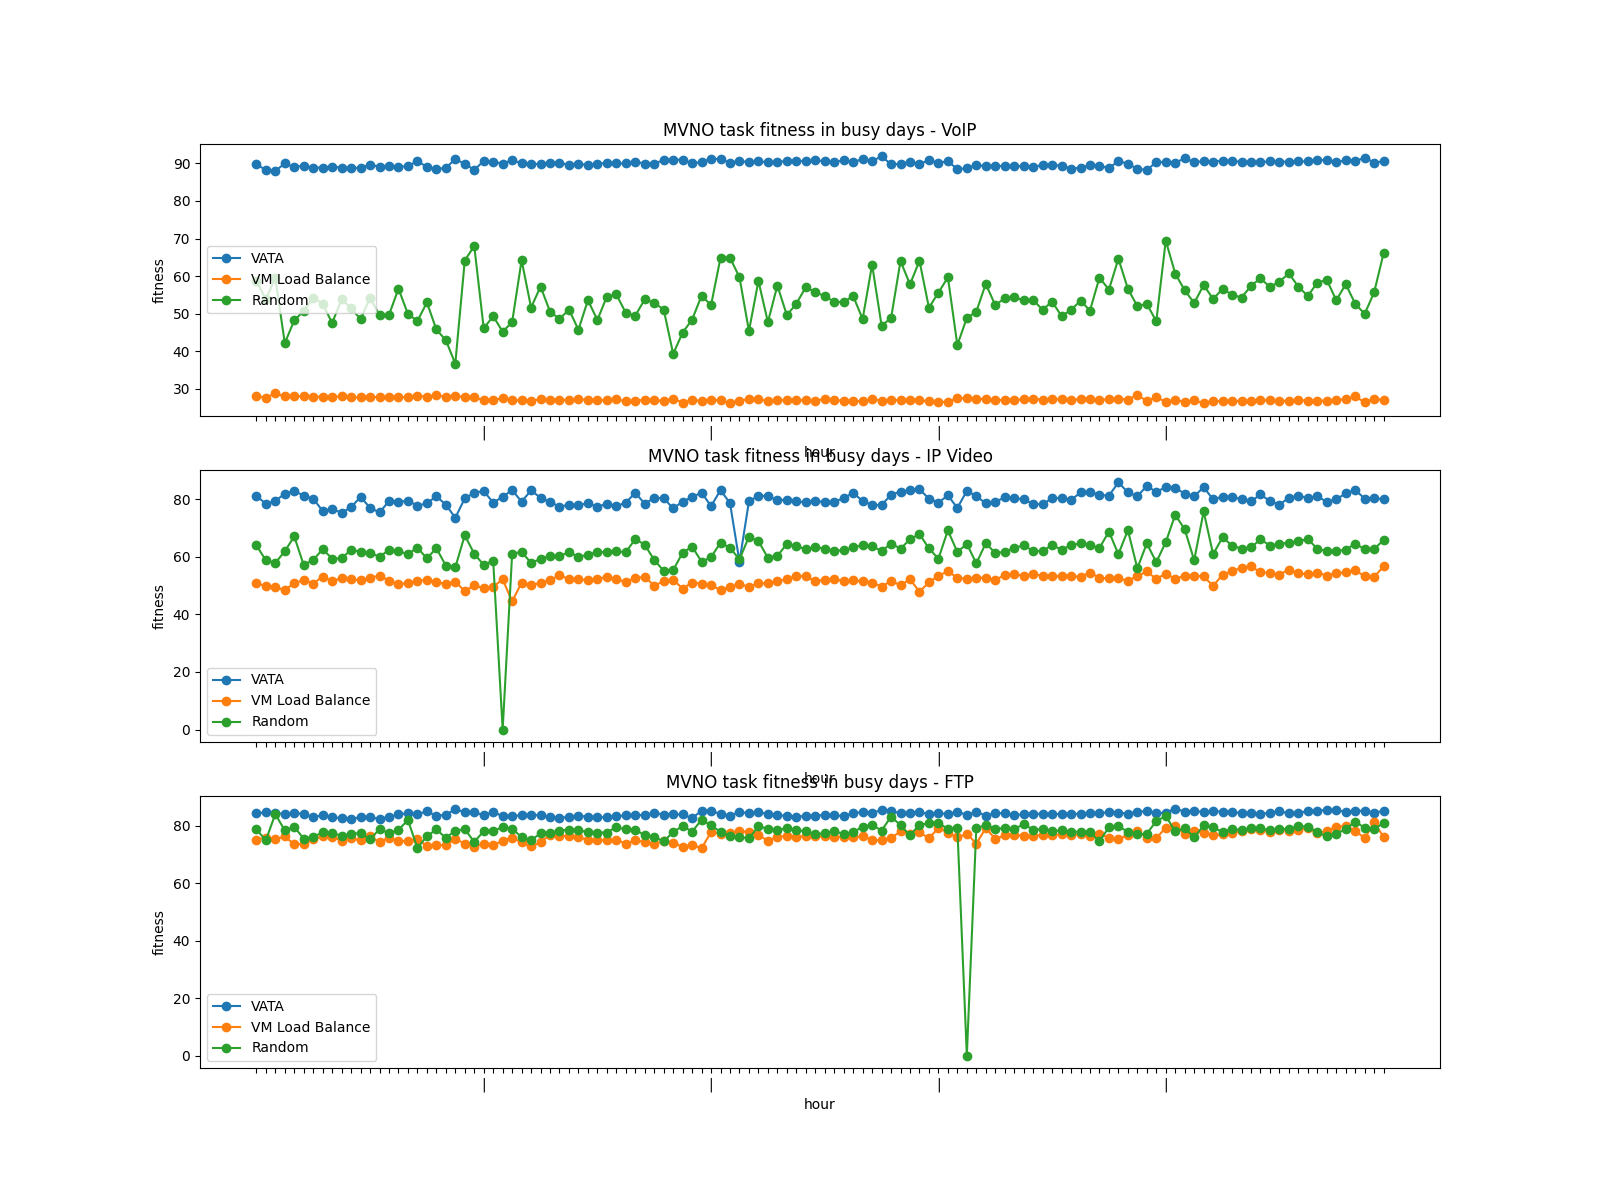 MVNO task fitness in busy days - VoIP
90
80
70
60
50
40
30
fitness
VATA
VM Load Balance
Random
hour
MVNO task fitness in busy days - IP Video
80
60
40
20
0
fitness
VATA
VM Load Balance
Random
hour
MVNO task fitness in busy days - FTP
80
60
40
20
0
fitness
VATA
VM Load Balance
Random
hour